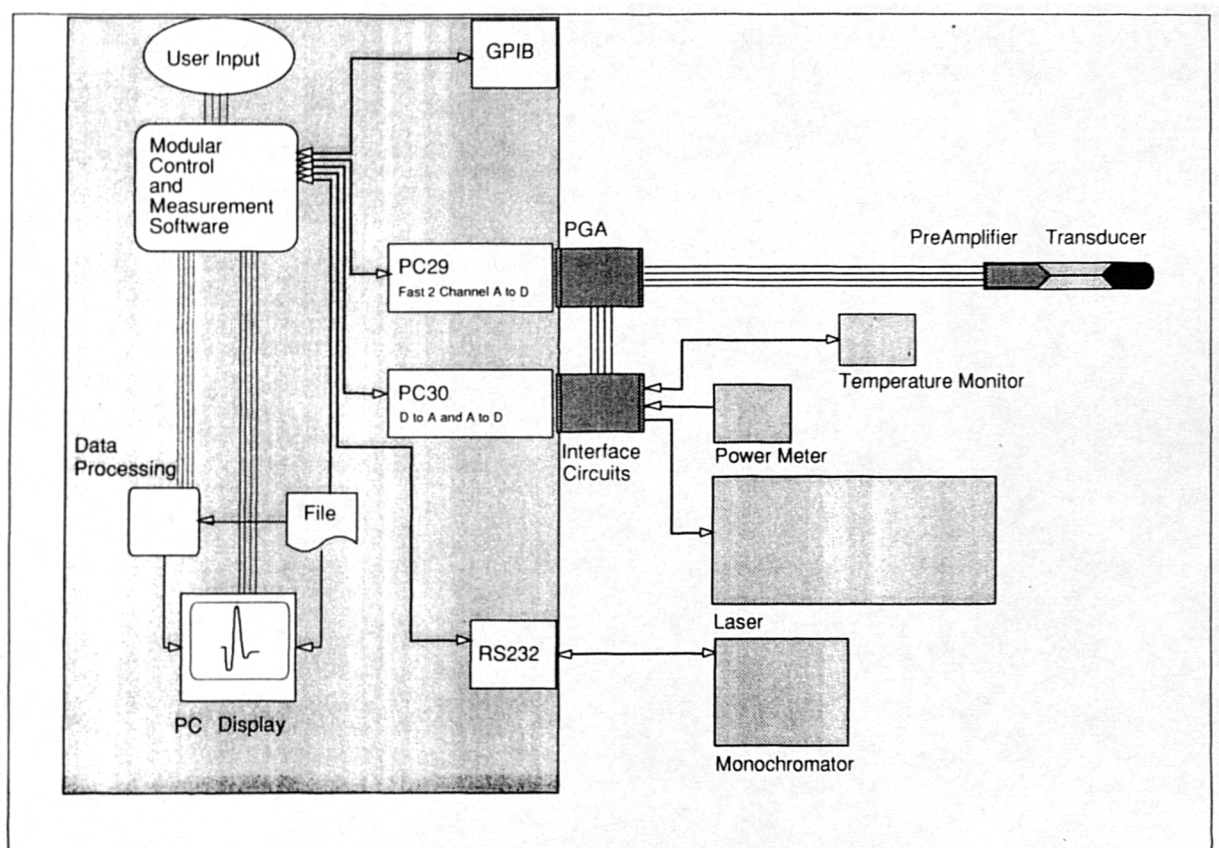 User Input
GPIB
Modular
Control
and
Measurement
Software
PGA
PreAmplifier Transducer
PC29
Fast 2 Channel A to D
Temperature Monitor
PC30
D to A and A to D
Data
Processing
Interface
Circuits
Power Meter
File
Laser
RS232
PC Display
Monochromator